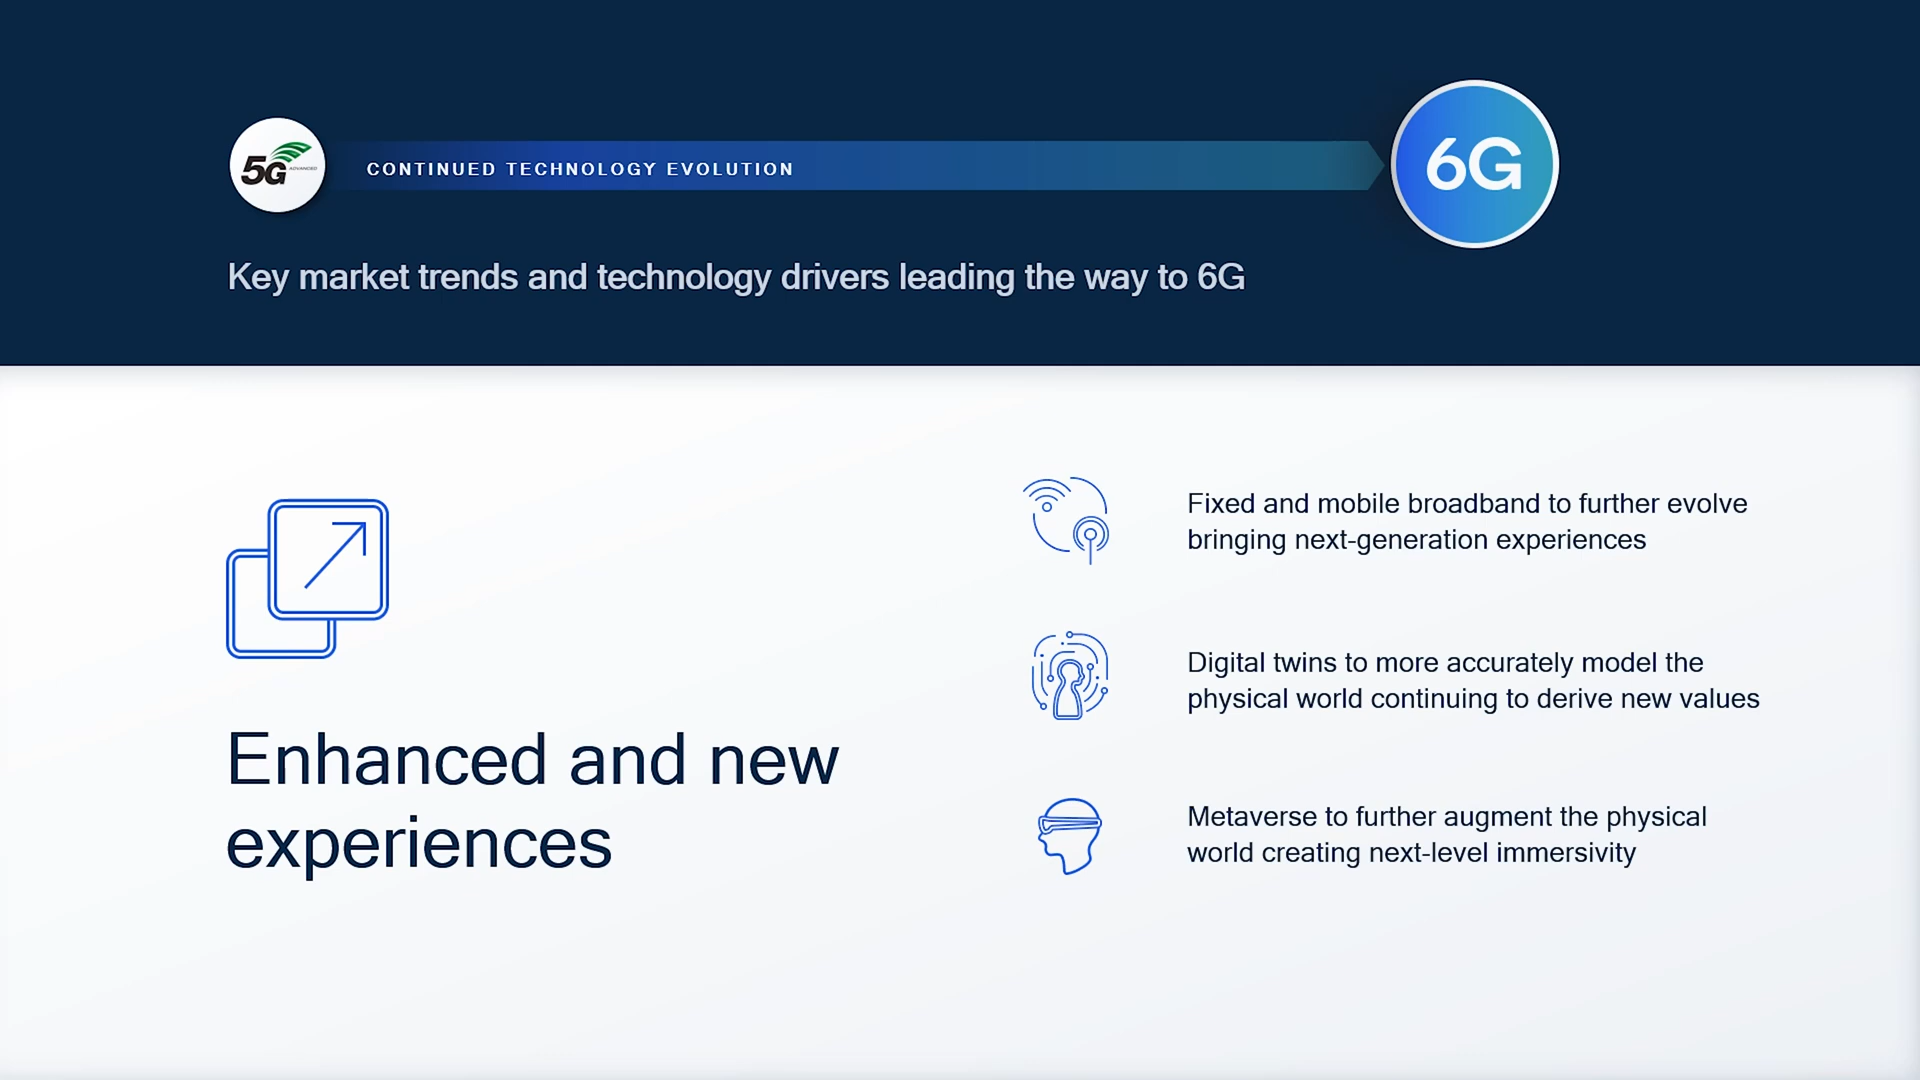 5G ADVANCED
CONTINUED TECHNOLOGY EVOLUTION
6G
Key market trends and technology drivers leading the way to 6G
Enhanced and new
experiences
Fixed and mobile broadband to further evolve
bringing next-generation experiences
Digital twins to more accurately model the
physical world continuing to derive new values
Metaverse to further augment the physical
world creating next-level immersivity